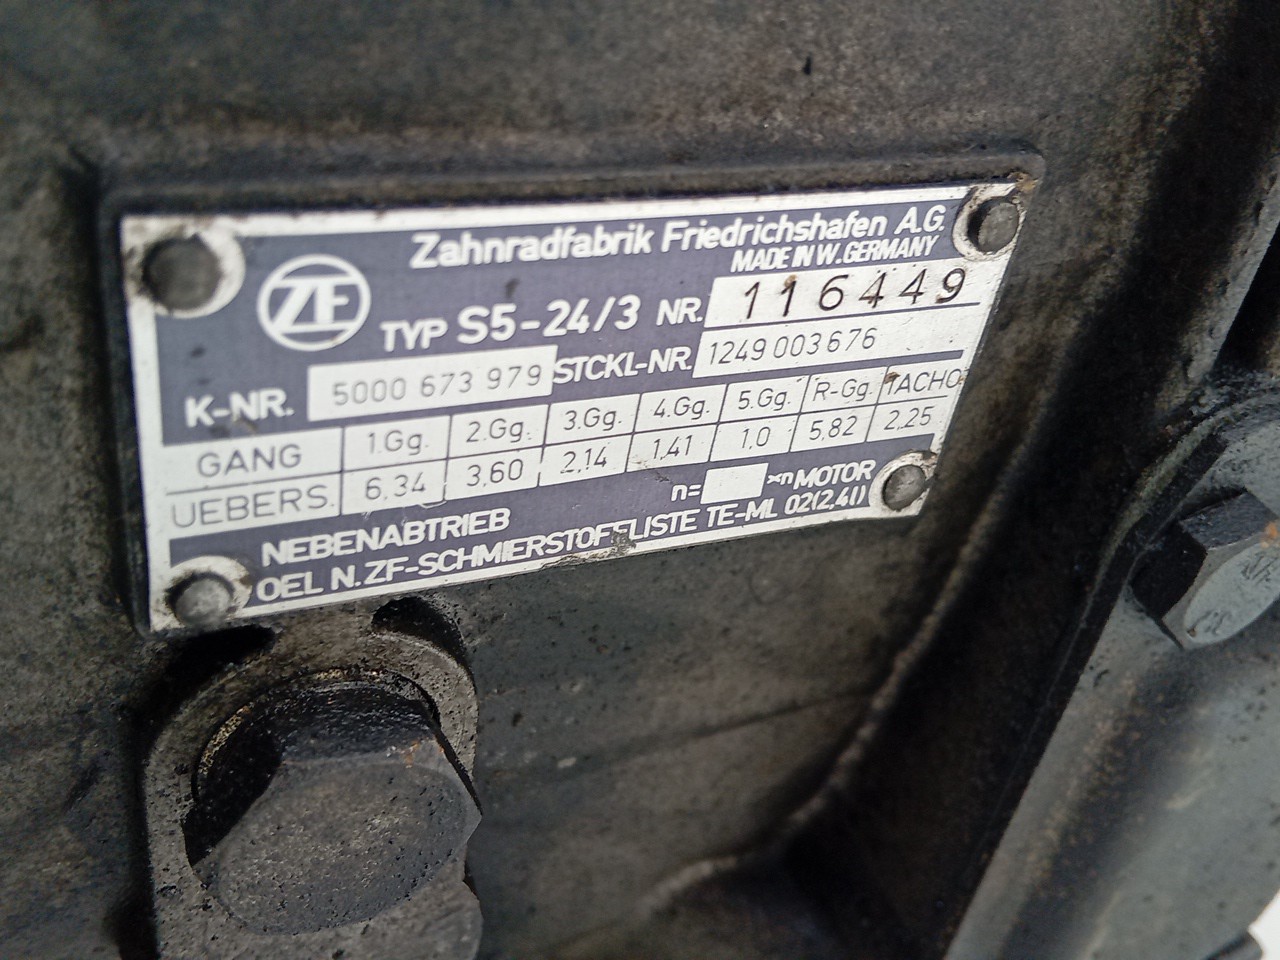 Zahnradfabrik Friedrichshafen A.G.
MADE IN W. GERMANY
ZF TYP S5-24/3 NR. 116449
K-NR. 5000 673 979 STCKL-NR. 1249 003 676
GANG 1.Gg. 2.Gg. 3.Gg. 4.Gg. 5.Gg. R-Gg. TACHO
UEBERS. 6,34 3,60 2,14 1,41 1,0 5,82 2,25
NEBENABTRIEB n= ×n MOTOR
OEL N. ZF-SCHMIERSTOFFLISTE TE-ML 02(2,4l)